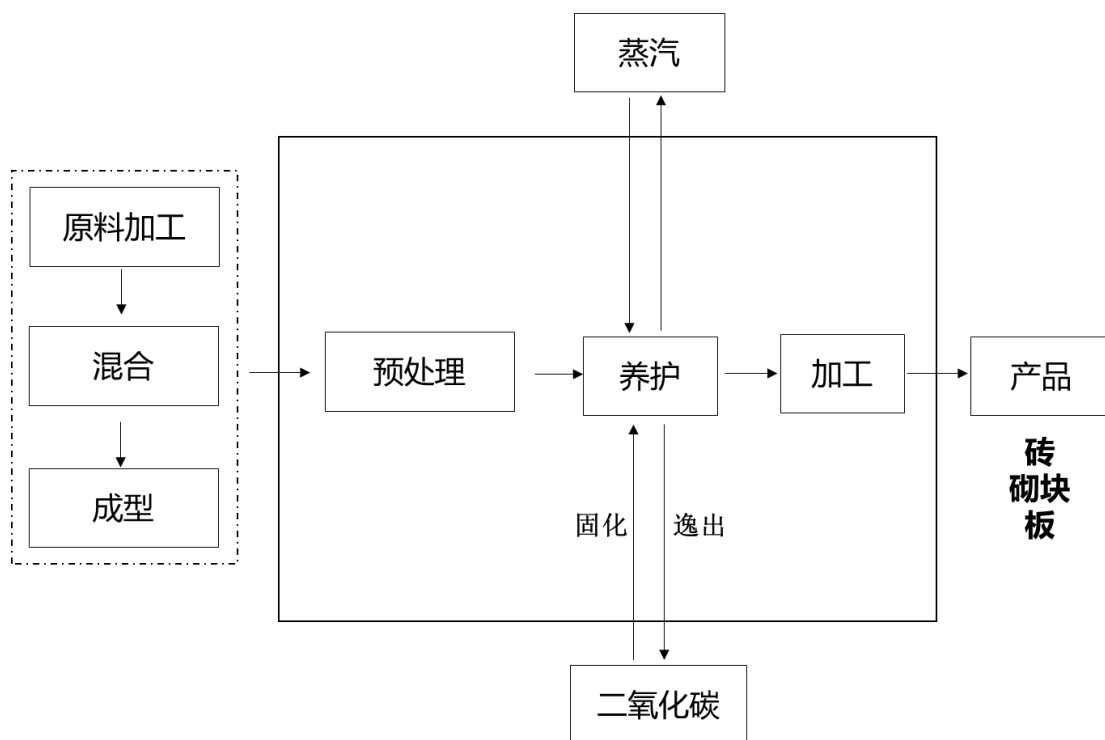 蒸汽
原料加工
混合
成型
预处理
养护
加工
产品
砖
砌块
板
固化
逸出
二氧化碳